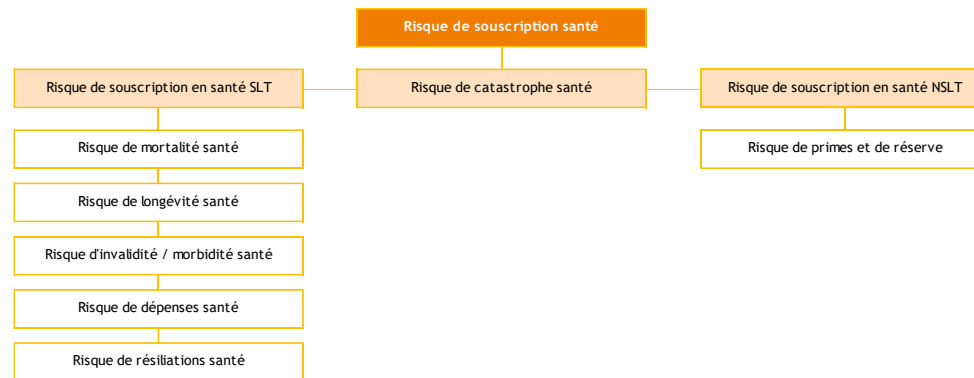 Risque de souscription santé
Risque de souscription en santé SLT
Risque de catastrophe santé
Risque de souscription en santé NSLT
Risque de mortalité santé
Risque de primes et de réserve
Risque de longévité santé
Risque d'invalidité / morbidité santé
Risque de dépenses santé
Risque de résiliations santé